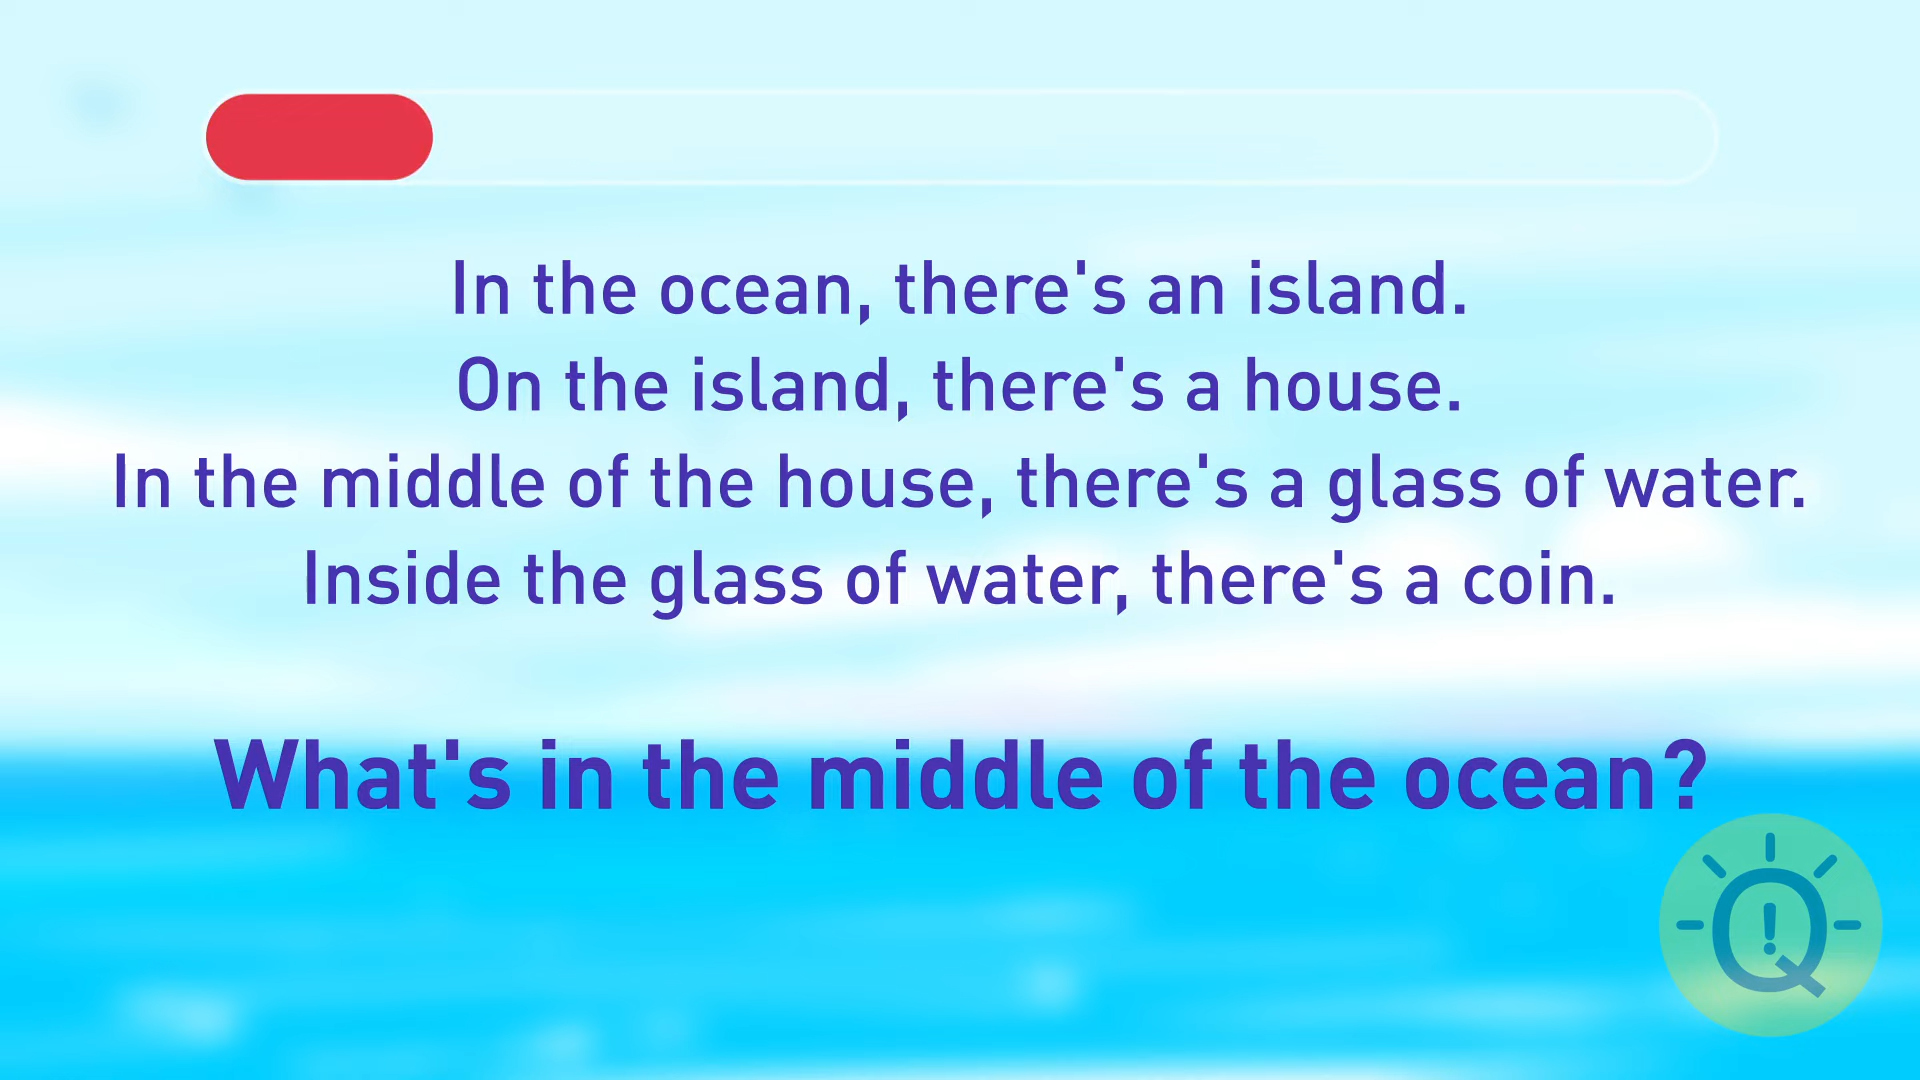 In the ocean, there's an island.
On the island, there's a house.
In the middle of the house, there's a glass of water.
Inside the glass of water, there's a coin.
What's in the middle of the ocean?
Q!